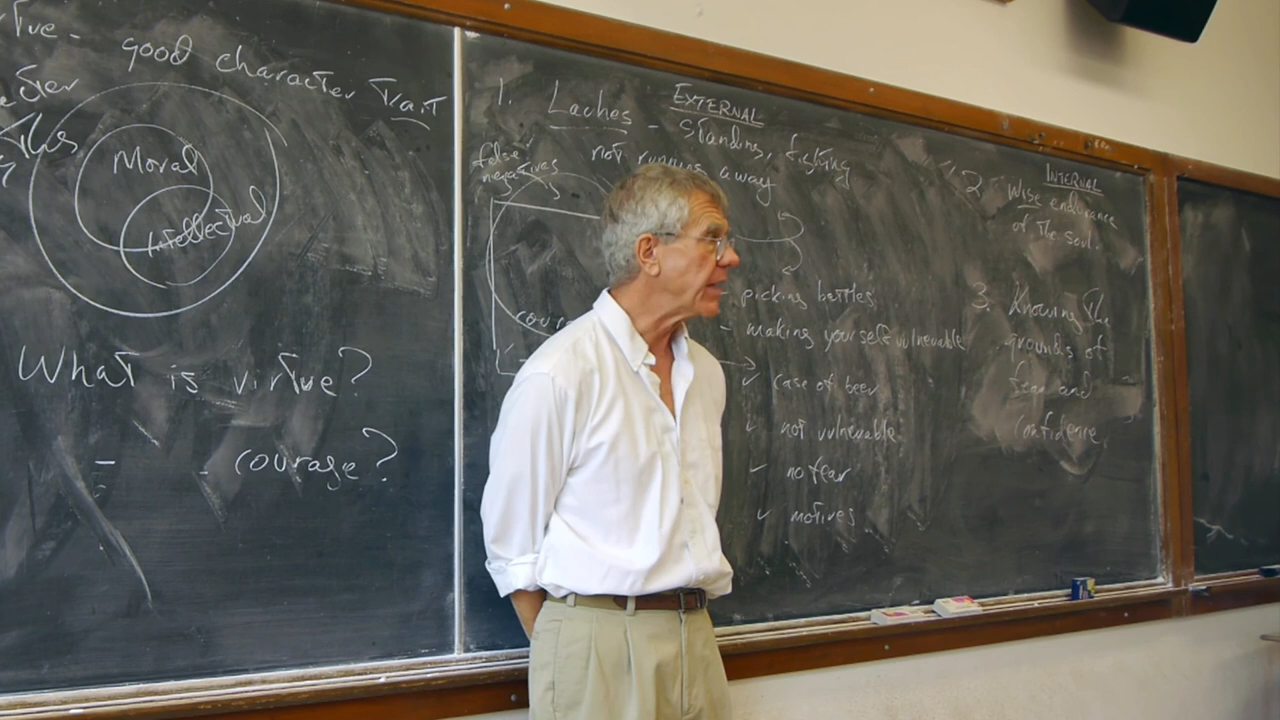 good character Trait
Moral
Intellectual
What is virtue?
- - courage?
1. Laches - EXTERNAL
standing, fighting
false
negatives
not running away
picking battles
- making yourself vulnerable
✓ case of beer
✓ not vulnerable
✓ no fear
✓ motives
INTERNAL
2. Wise endurance
of the soul.
3. Knowing The
grounds of
fear and
confidence.